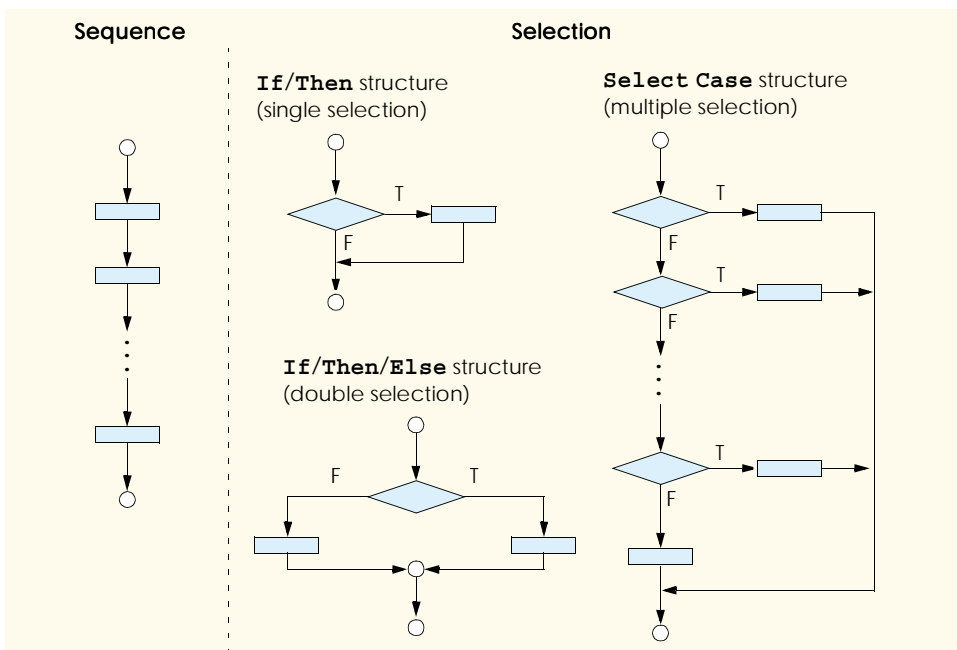 Sequence
Selection
If/Then structure
(single selection)
T
F
If/Then/Else structure
(double selection)
F
T
Select Case structure
(multiple selection)
T
F
T
F
T
F